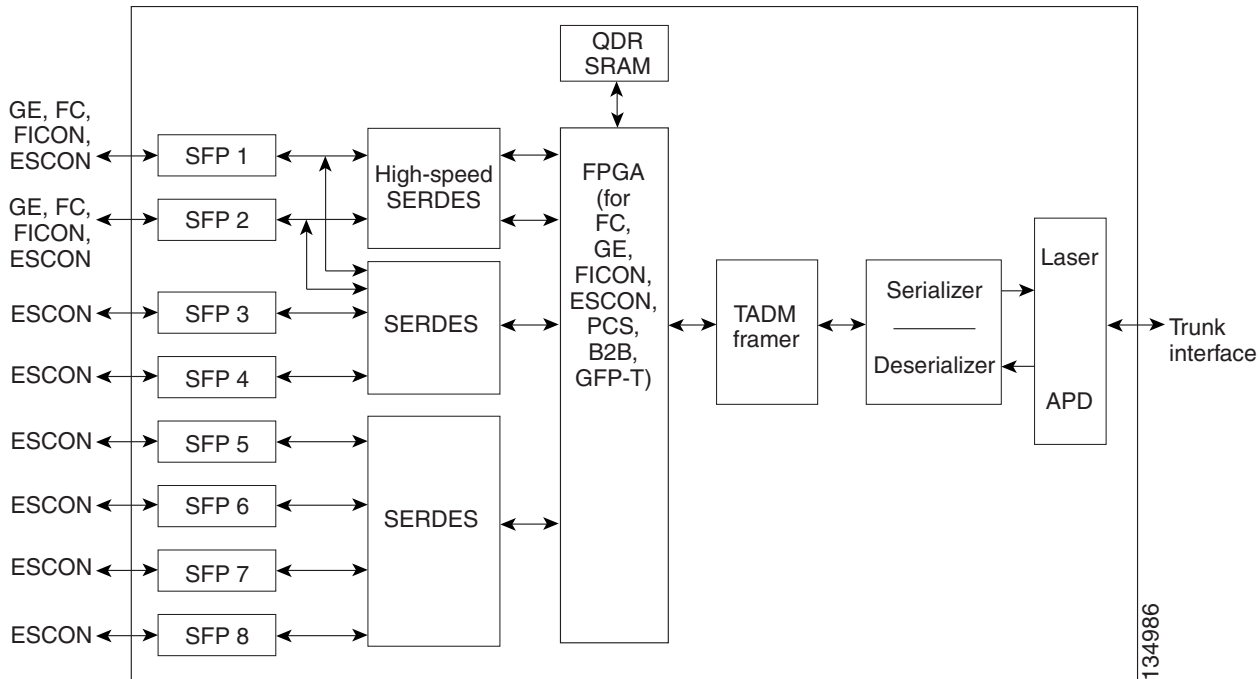 QDR
SRAM
GE, FC,
FICON,
ESCON
SFP 1
GE, FC,
FICON,
ESCON
SFP 2
ESCON
SFP 3
ESCON
SFP 4
ESCON
SFP 5
ESCON
SFP 6
ESCON
SFP 7
ESCON
SFP 8
High-speed
SERDES
SERDES
SERDES
FPGA
(for
FC,
GE,
FICON,
ESCON,
PCS,
B2B,
GFP-T)
TADM
framer
Serializer
Deserializer
Laser
APD
Trunk
interface
134986